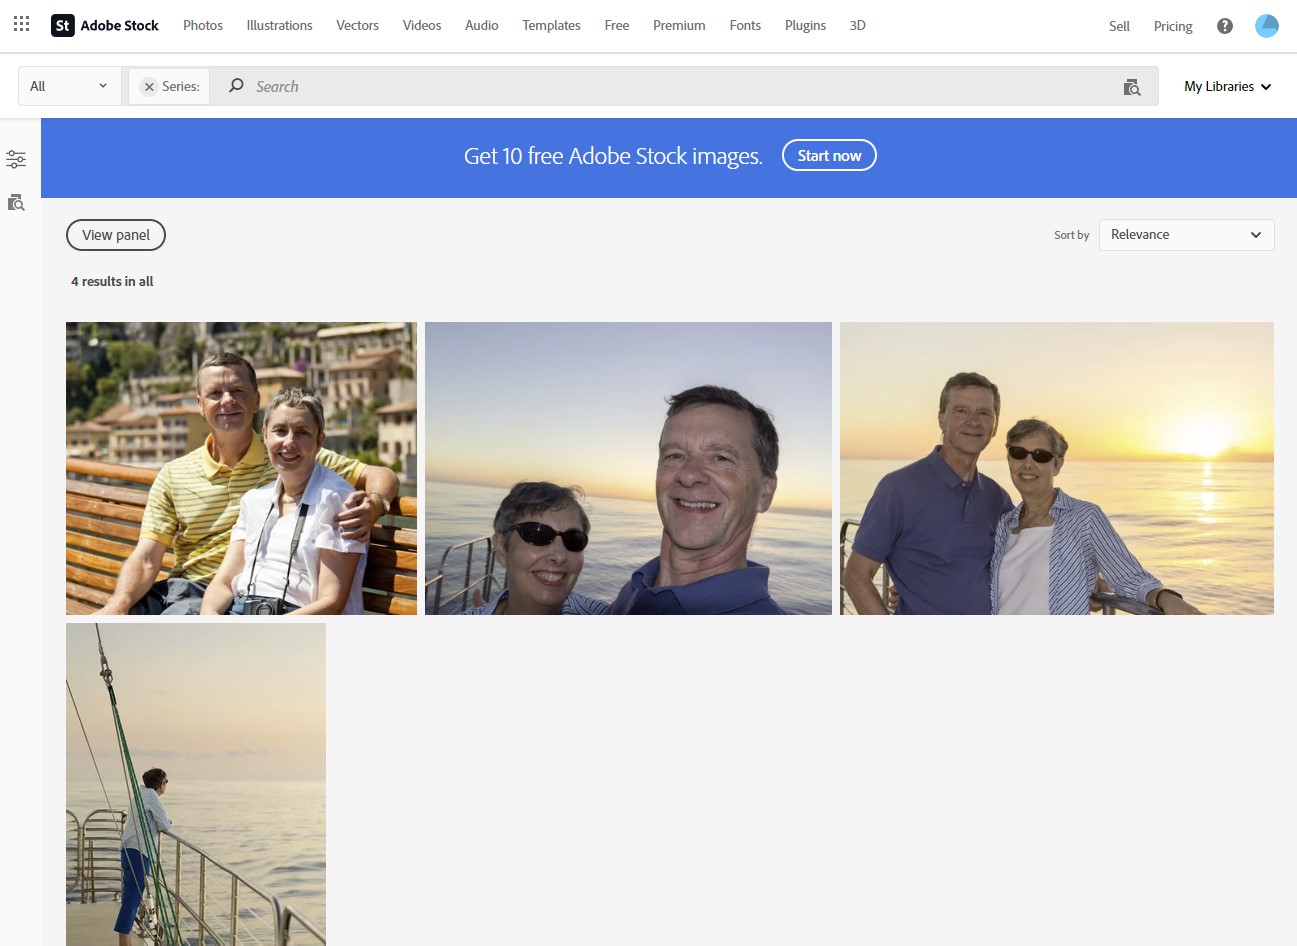 St Adobe Stock Photos Illustrations Vectors Videos Audio Templates Free Premium Fonts Plugins 3D Sell Pricing ?
All Series: Search My Libraries
Get 10 free Adobe Stock images. Start now
View panel Sort by Relevance
4 results in all